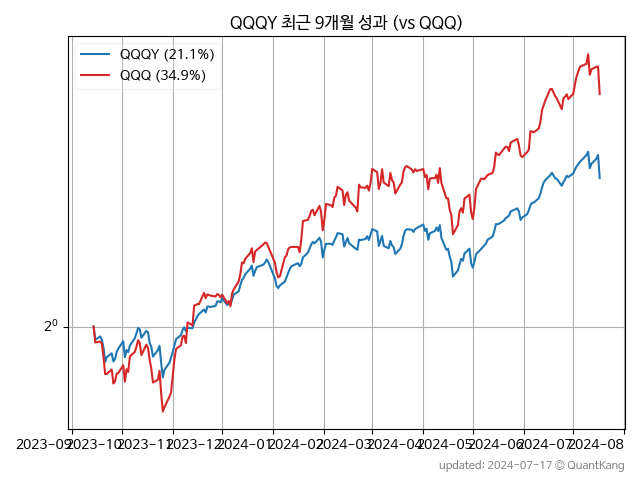 QQQY 최근 9개월 성과 (vs QQQ)
QQQY (21.1%)
QQQ (34.9%)
2⁰
2023-09 2023-10 2023-11 2023-12 2024-01 2024-02 2024-03 2024-04 2024-05 2024-06 2024-07 2024-08
updated: 2024-07-17 © QuantKang